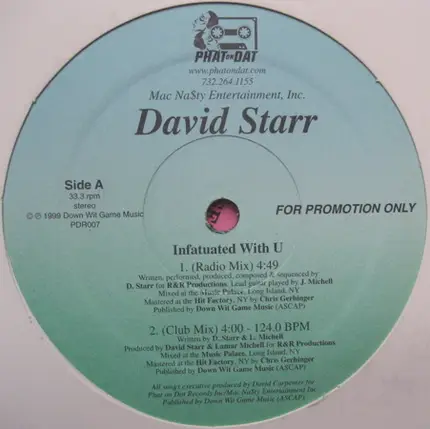 PHAT on DAT
www.phatondat.com
732.264.1155
Mac Na$ty Entertainment, Inc.
David Starr
Side A
33.3 rpm
stereo
© ℗ 1999 Down Wit Game Music
PDR007
FOR PROMOTION ONLY
Infatuated With U
1. (Radio Mix) 4:49
Written, performed, produced, composed & sequenced by
D. Starr for R&R Productions. Lead guitar played by J. Michell
Mixed at the Music Palace, Long Island, NY
Mastered at the Hit Factory, NY by Chris Gerhinger
Published by Down Wit Game (ASCAP)
2. (Club Mix) 4:00 - 124.0 BPM
Written by D. Starr & L. Michell
Produced by David Starr & Lamar Michell for R&R Productions
Mixed at the Music Palace, Long Island, NY
Mastered at the Hit Factory, NY by Chris Gerhinger
Published by Down Wit Game (ASCAP)
All songs executive produced by David Carpenter for
Phat on Dat Records Inc/Mac Na$ty Entertainment Inc.
Published by Down Wit Game Music (ASCAP)